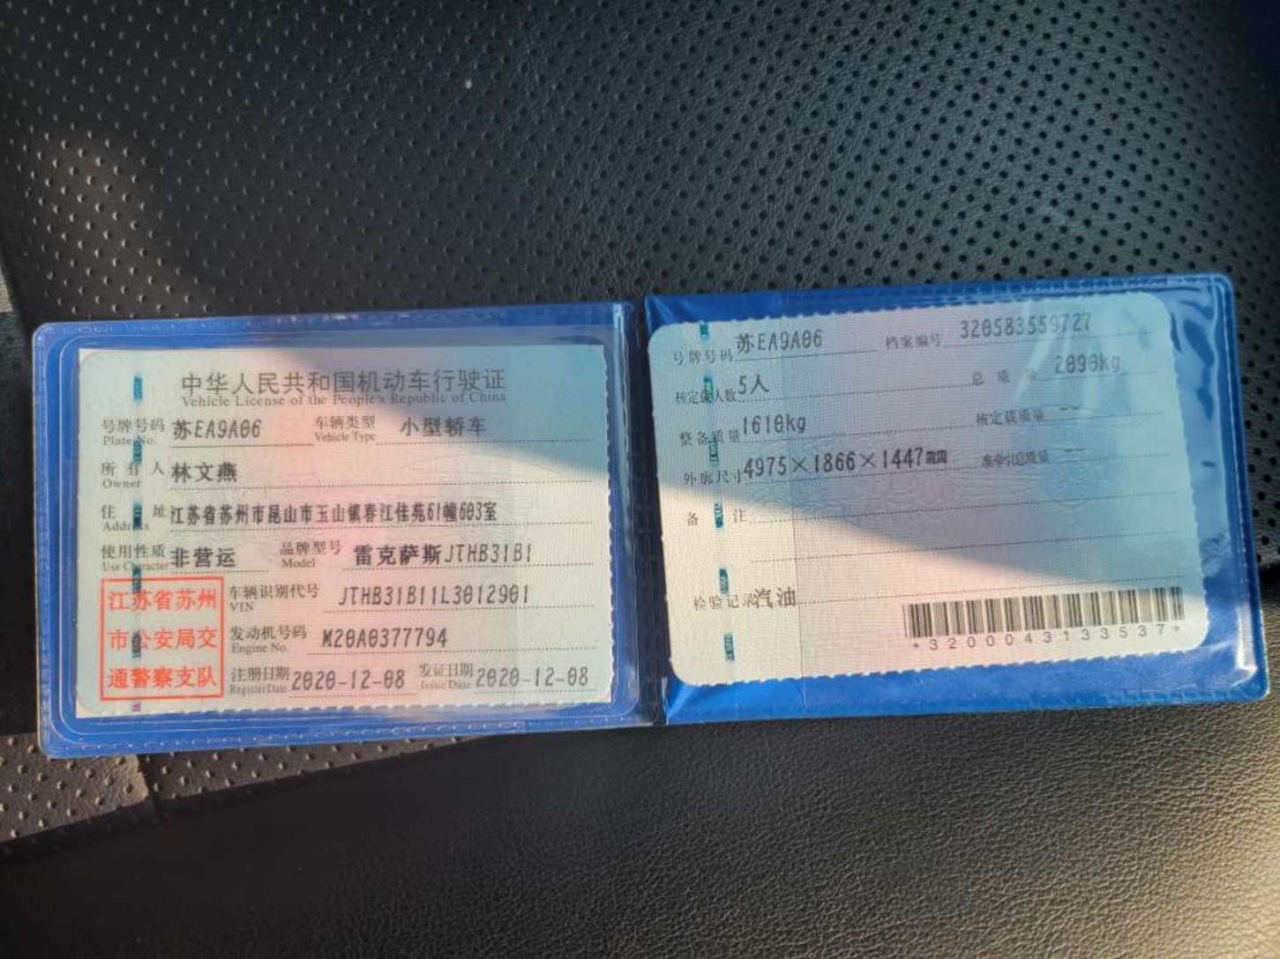 中华人民共和国机动车行驶证
Vehicle License of the People's Republic of China
号牌号码 苏EA9A06 车辆类型 小型轿车
Plate No. Vehicle Type
所有人 林文燕
Owner
住址 江苏省苏州市昆山市玉山镇春江佳苑61幢603室
Address
使用性质 非营运 品牌型号 雷克萨斯JTHB31B1
Use Character Model
江苏省苏州
市公安局交
通警察支队
车辆识别代号 JTHB31B11L3012901
VIN
发动机号码 M20A0377794
Engine No.
注册日期 2020-12-08 发证日期 2020-12-08
Register Date Issue Date
号牌号码 苏EA9A06 档案编号 320583559727
核定载人数 5人 总质量 2090kg
整备质量 1610kg 核定载质量 --
外廓尺寸 4975×1866×1447mm 准牵引总质量 --
备注
检验记录 汽油
*3200043133537*